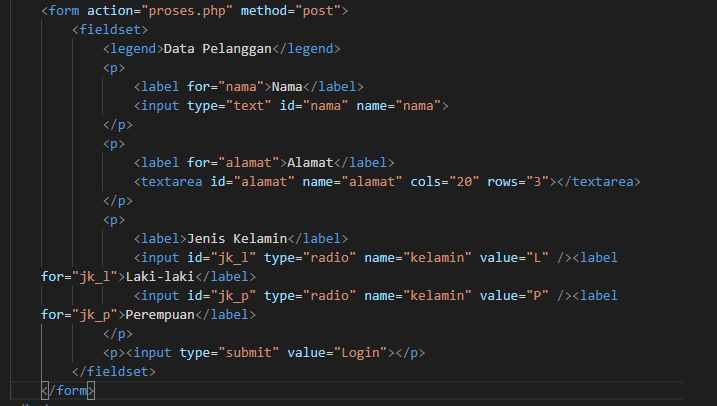 <form action="proses.php" method="post">
<fieldset>
<legend>Data Pelanggan</legend>
<p>
<label for="nama">Nama</label>
<input type="text" id="nama" name="nama">
</p>
<p>
<label for="alamat">Alamat</label>
<textarea id="alamat" name="alamat" cols="20" rows="3"></textarea>
</p>
<p>
<label>Jenis Kelamin</label>
<input id="jk_l" type="radio" name="kelamin" value="L" /><label
for="jk_l">Laki-laki</label>
<input id="jk_p" type="radio" name="kelamin" value="P" /><label
for="jk_p">Perempuan</label>
</p>
<p><input type="submit" value="Login"></p>
</fieldset>
</form>